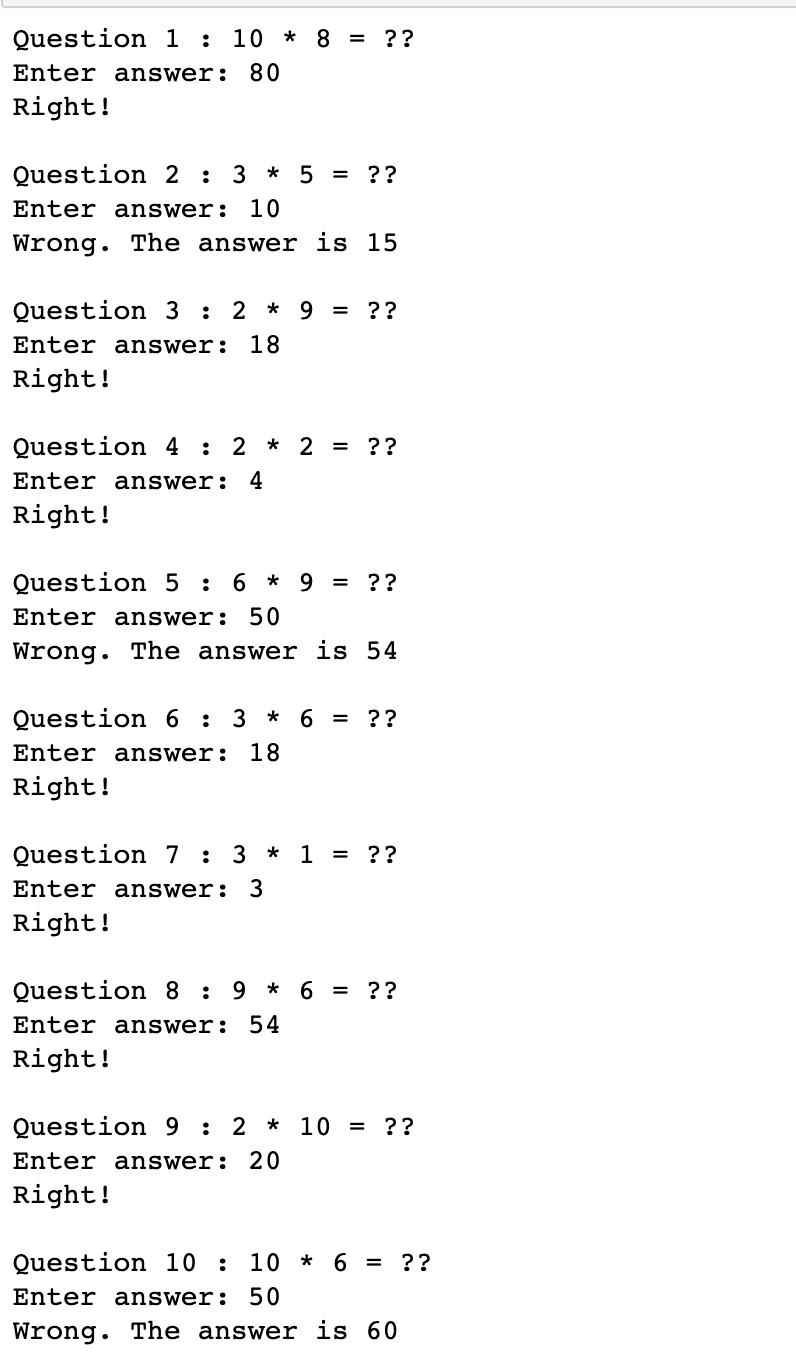 Question 1 : 10 * 8 = ??
Enter answer: 80
Right!
Question 2 : 3 * 5 = ??
Enter answer: 10
Wrong. The answer is 15
Question 3 : 2 * 9 = ??
Enter answer: 18
Right!
Question 4 : 2 * 2 = ??
Enter answer: 4
Right!
Question 5 : 6 * 9 = ??
Enter answer: 50
Wrong. The answer is 54
Question 6 : 3 * 6 = ??
Enter answer: 18
Right!
Question 7 : 3 * 1 = ??
Enter answer: 3
Right!
Question 8 : 9 * 6 = ??
Enter answer: 54
Right!
Question 9 : 2 * 10 = ??
Enter answer: 20
Right!
Question 10 : 10 * 6 = ??
Enter answer: 50
Wrong. The answer is 60